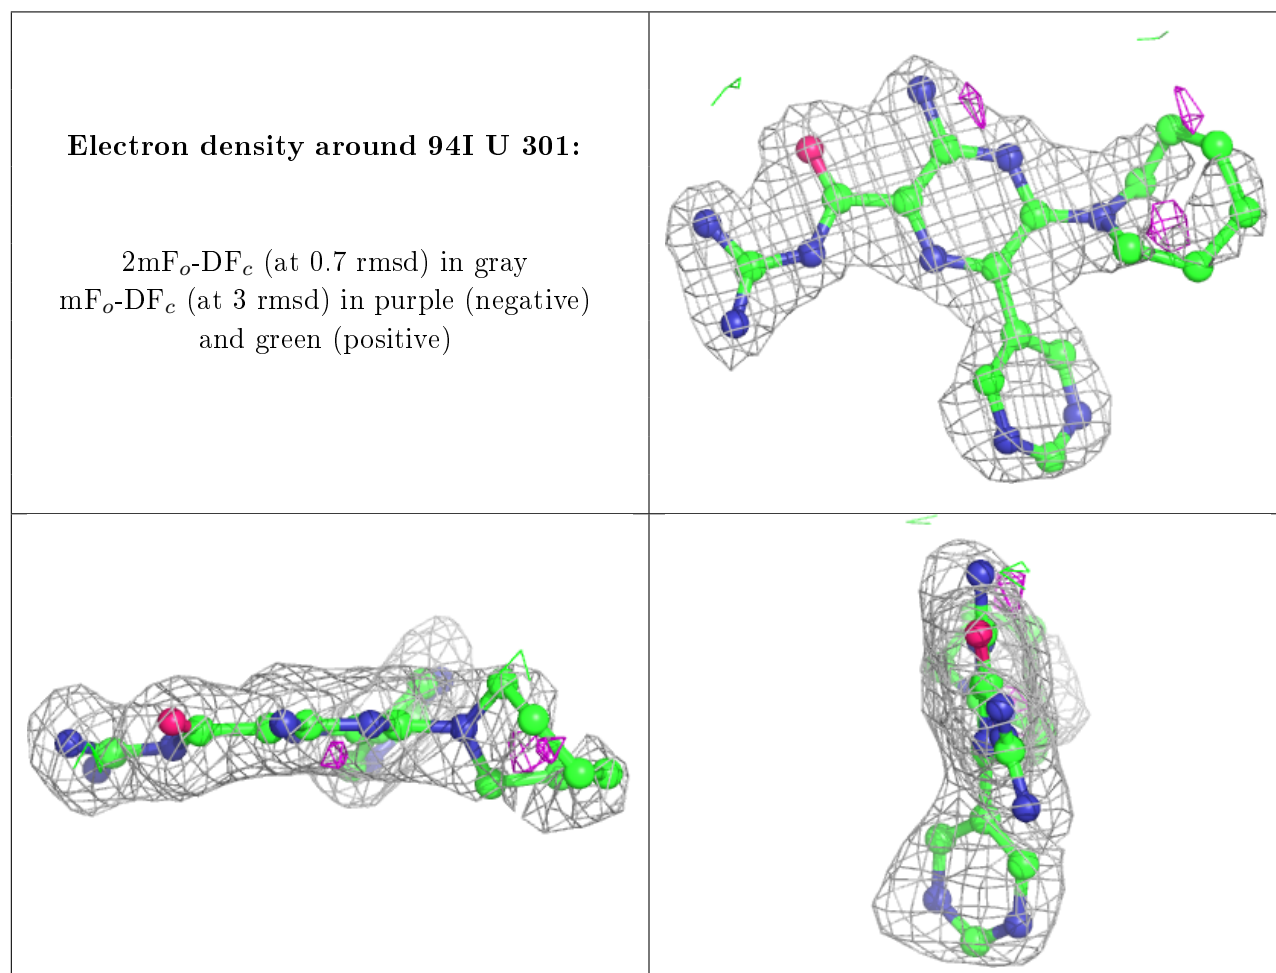 Electron density around 94I U 301:
2mFo-DFc (at 0.7 rmsd) in gray
mFo-DFc (at 3 rmsd) in purple (negative)
and green (positive)